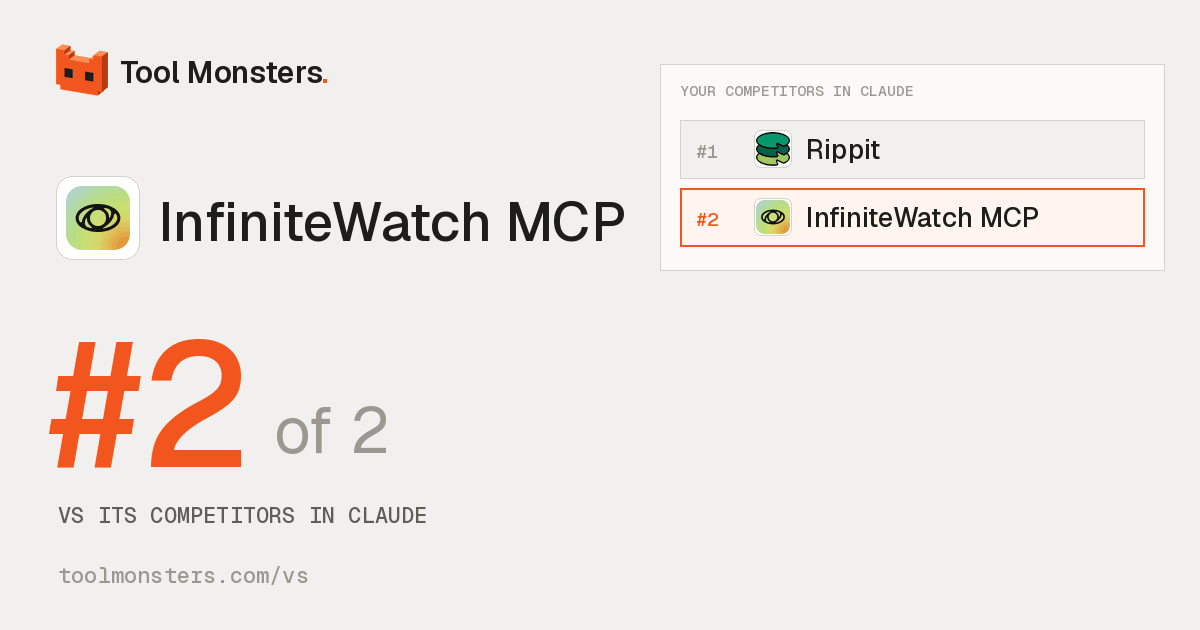 Tool Monsters.
InfiniteWatch MCP
#2 of 2
VS ITS COMPETITORS IN CLAUDE
toolmonsters.com/vs
YOUR COMPETITORS IN CLAUDE
#1 Rippit
#2 InfiniteWatch MCP